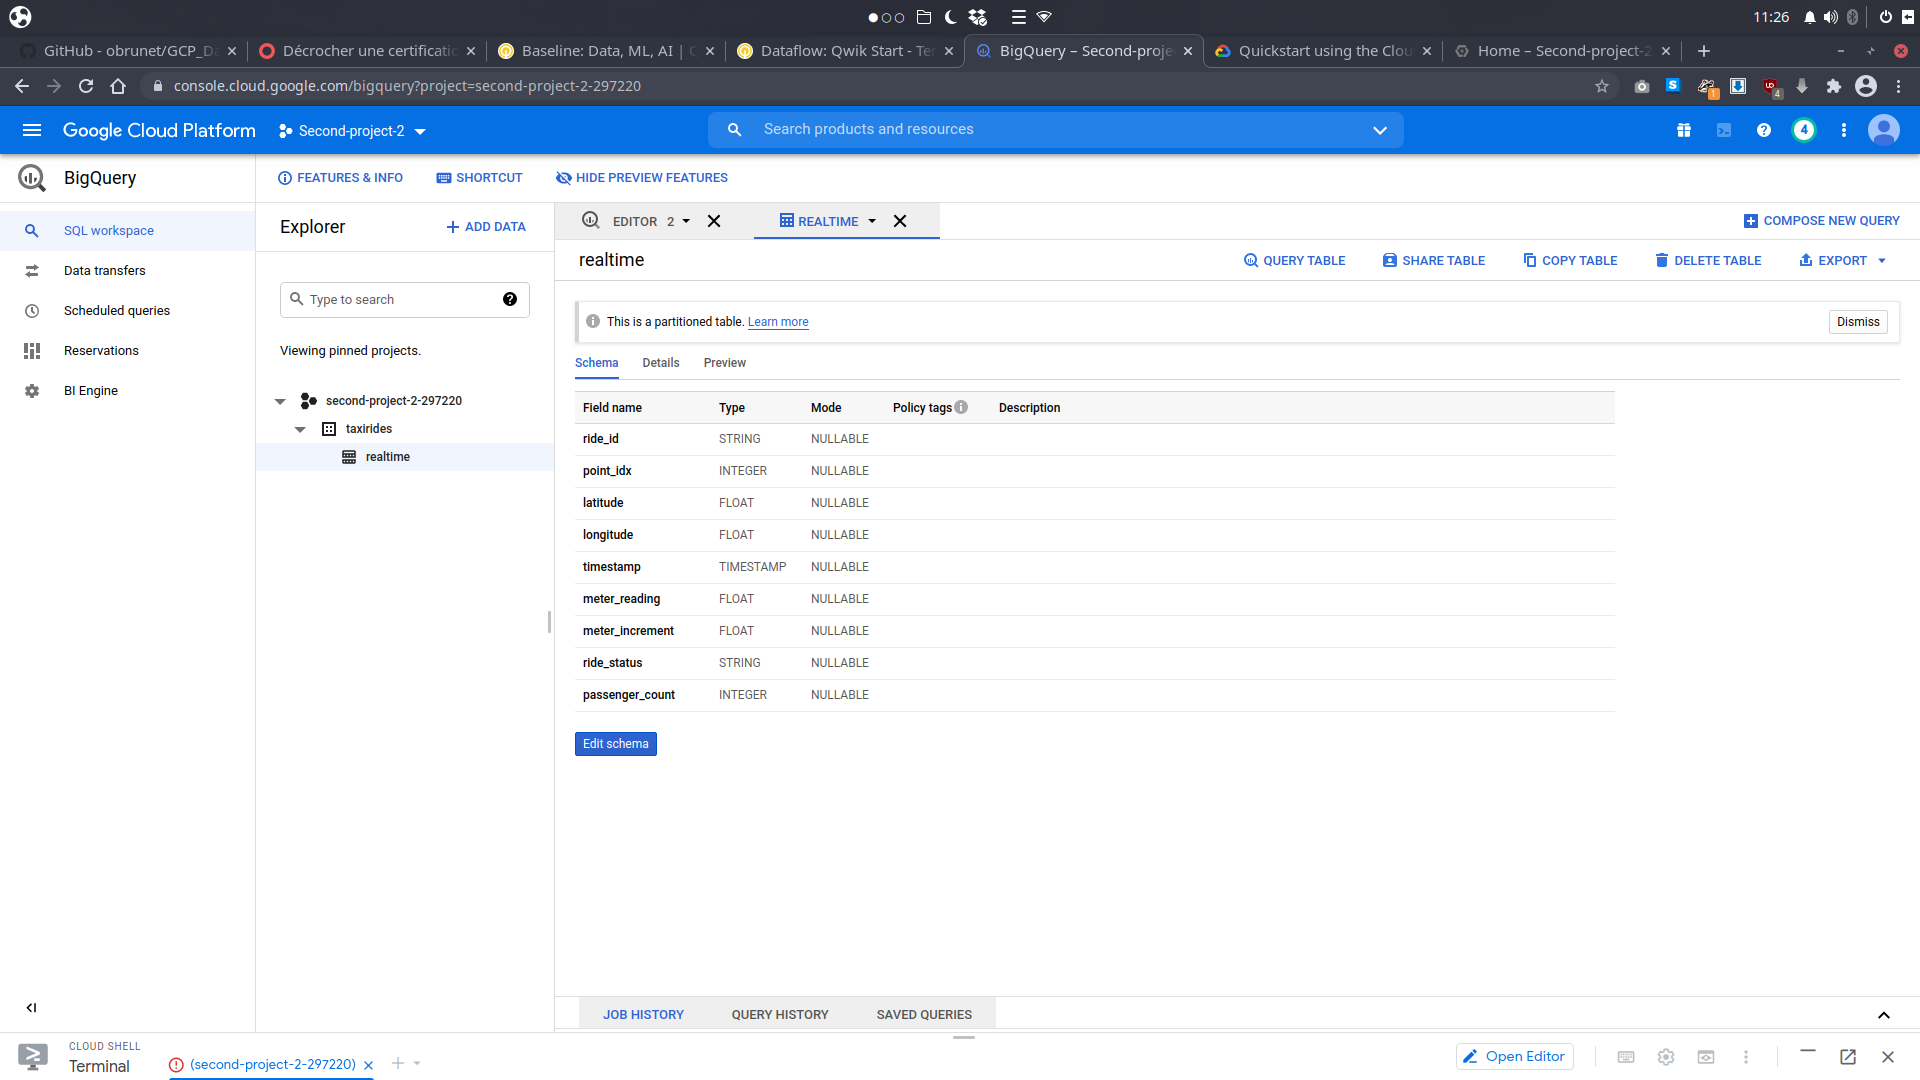 11:26
GitHub - obrunet/GCP_Da
Décrocher une certificatio
Baseline: Data, ML, AI | G
Dataflow: Qwik Start - Tem
BigQuery – Second-proje
Quickstart using the Clou
Home – Second-project-2
console.cloud.google.com/bigquery?project=second-project-2-297220
S
1
4
Google Cloud Platform
Second-project-2
Search products and resources
4
BigQuery
FEATURES & INFO
SHORTCUT
HIDE PREVIEW FEATURES
SQL workspace
Data transfers
Scheduled queries
Reservations
BI Engine
Explorer
ADD DATA
Type to search
Viewing pinned projects.
second-project-2-297220
taxirides
realtime
EDITOR 2
REALTIME
COMPOSE NEW QUERY
realtime
QUERY TABLE
SHARE TABLE
COPY TABLE
DELETE TABLE
EXPORT
This is a partitioned table. Learn more
Dismiss
Schema Details Preview
Field name Type Mode Policy tags Description
ride_id STRING NULLABLE
point_idx INTEGER NULLABLE
latitude FLOAT NULLABLE
longitude FLOAT NULLABLE
timestamp TIMESTAMP NULLABLE
meter_reading FLOAT NULLABLE
meter_increment FLOAT NULLABLE
ride_status STRING NULLABLE
passenger_count INTEGER NULLABLE
Edit schema
JOB HISTORY QUERY HISTORY SAVED QUERIES
CLOUD SHELL
Terminal
(second-project-2-297220)
Open Editor